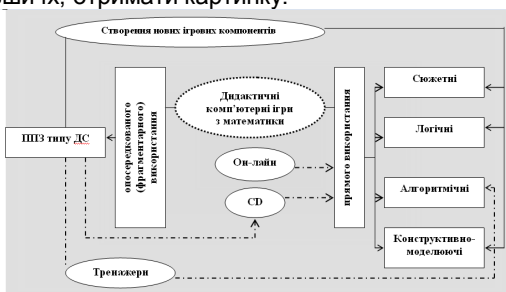 ши їх, отримати картинку.
Створення нових ігрових компонентів
Дидактичні
комп'ютерні ігри
з математики
ППЗ типу ДС
опосередкованого
(фрагментарного)
використання
Он-лайн
CD
прямого використання
Сюжетні
Логічні
Алгоритмічні
Конструктивно-
моделюючі
Тренажери